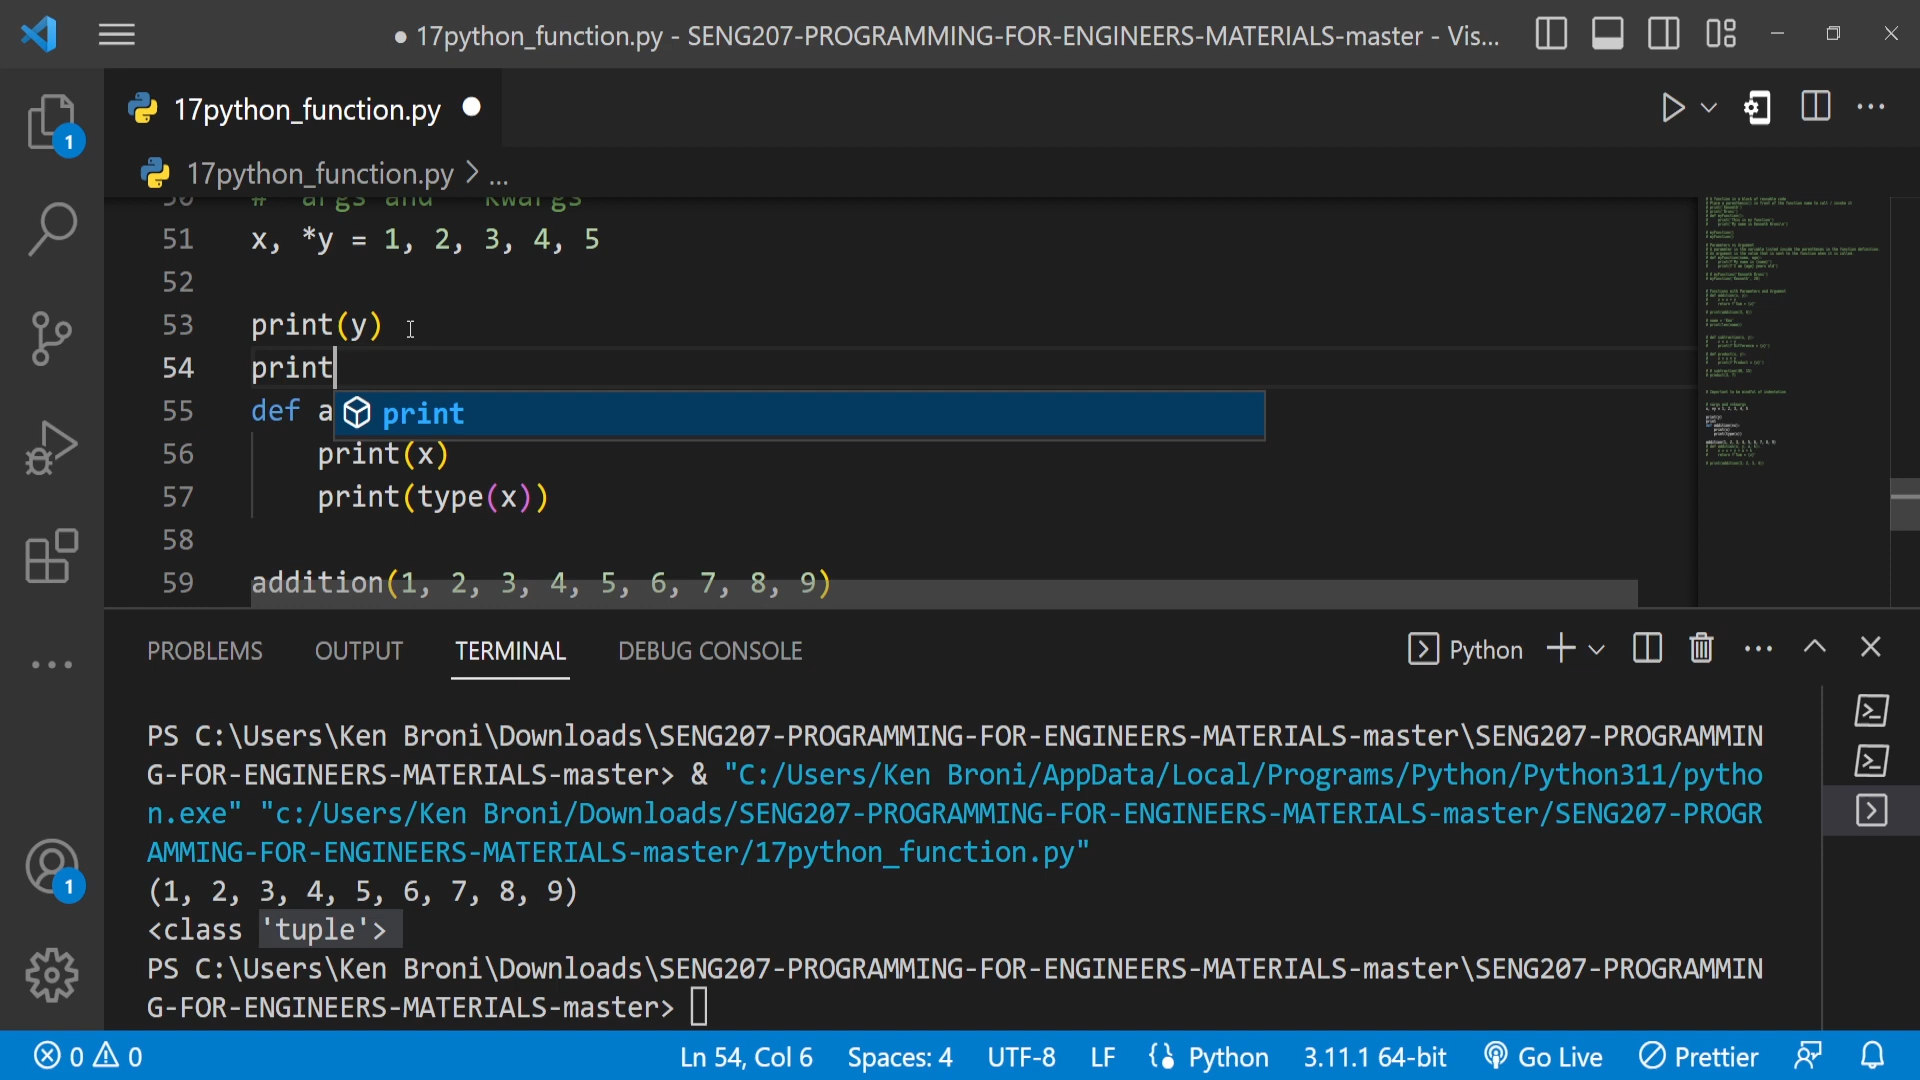 ● 17python_function.py - SENG207-PROGRAMMING-FOR-ENGINEERS-MATERIALS-master - Vis...
17python_function.py
1
17python_function.py > ...
50 # args and kwargs
51 x, *y = 1, 2, 3, 4, 5
52
53 print(y)
54 print
55 def a
print
56 print(x)
57 print(type(x))
58
59 addition(1, 2, 3, 4, 5, 6, 7, 8, 9)
PROBLEMS OUTPUT TERMINAL DEBUG CONSOLE
Python
PS C:\Users\Ken Broni\Downloads\SENG207-PROGRAMMING-FOR-ENGINEERS-MATERIALS-master\SENG207-PROGRAMMIN
G-FOR-ENGINEERS-MATERIALS-master> & "C:/Users/Ken Broni/AppData/Local/Programs/Python/Python311/pytho
n.exe" "c:/Users/Ken Broni/Downloads/SENG207-PROGRAMMING-FOR-ENGINEERS-MATERIALS-master/SENG207-PROGR
AMMING-FOR-ENGINEERS-MATERIALS-master/17python_function.py"
(1, 2, 3, 4, 5, 6, 7, 8, 9)
<class 'tuple'>
PS C:\Users\Ken Broni\Downloads\SENG207-PROGRAMMING-FOR-ENGINEERS-MATERIALS-master\SENG207-PROGRAMMIN
G-FOR-ENGINEERS-MATERIALS-master>
1
0 0 Ln 54, Col 6 Spaces: 4 UTF-8 LF Python 3.11.1 64-bit Go Live Prettier